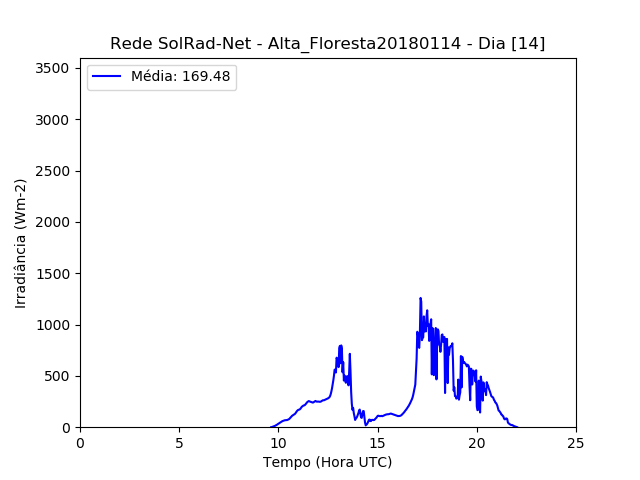 Rede SolRad-Net - Alta_Floresta20180114 - Dia [14]
Média: 169.48
3500
3000
2500
2000
1500
1000
500
0
Irradiância (Wm-2)
0 5 10 15 20 25
Tempo (Hora UTC)